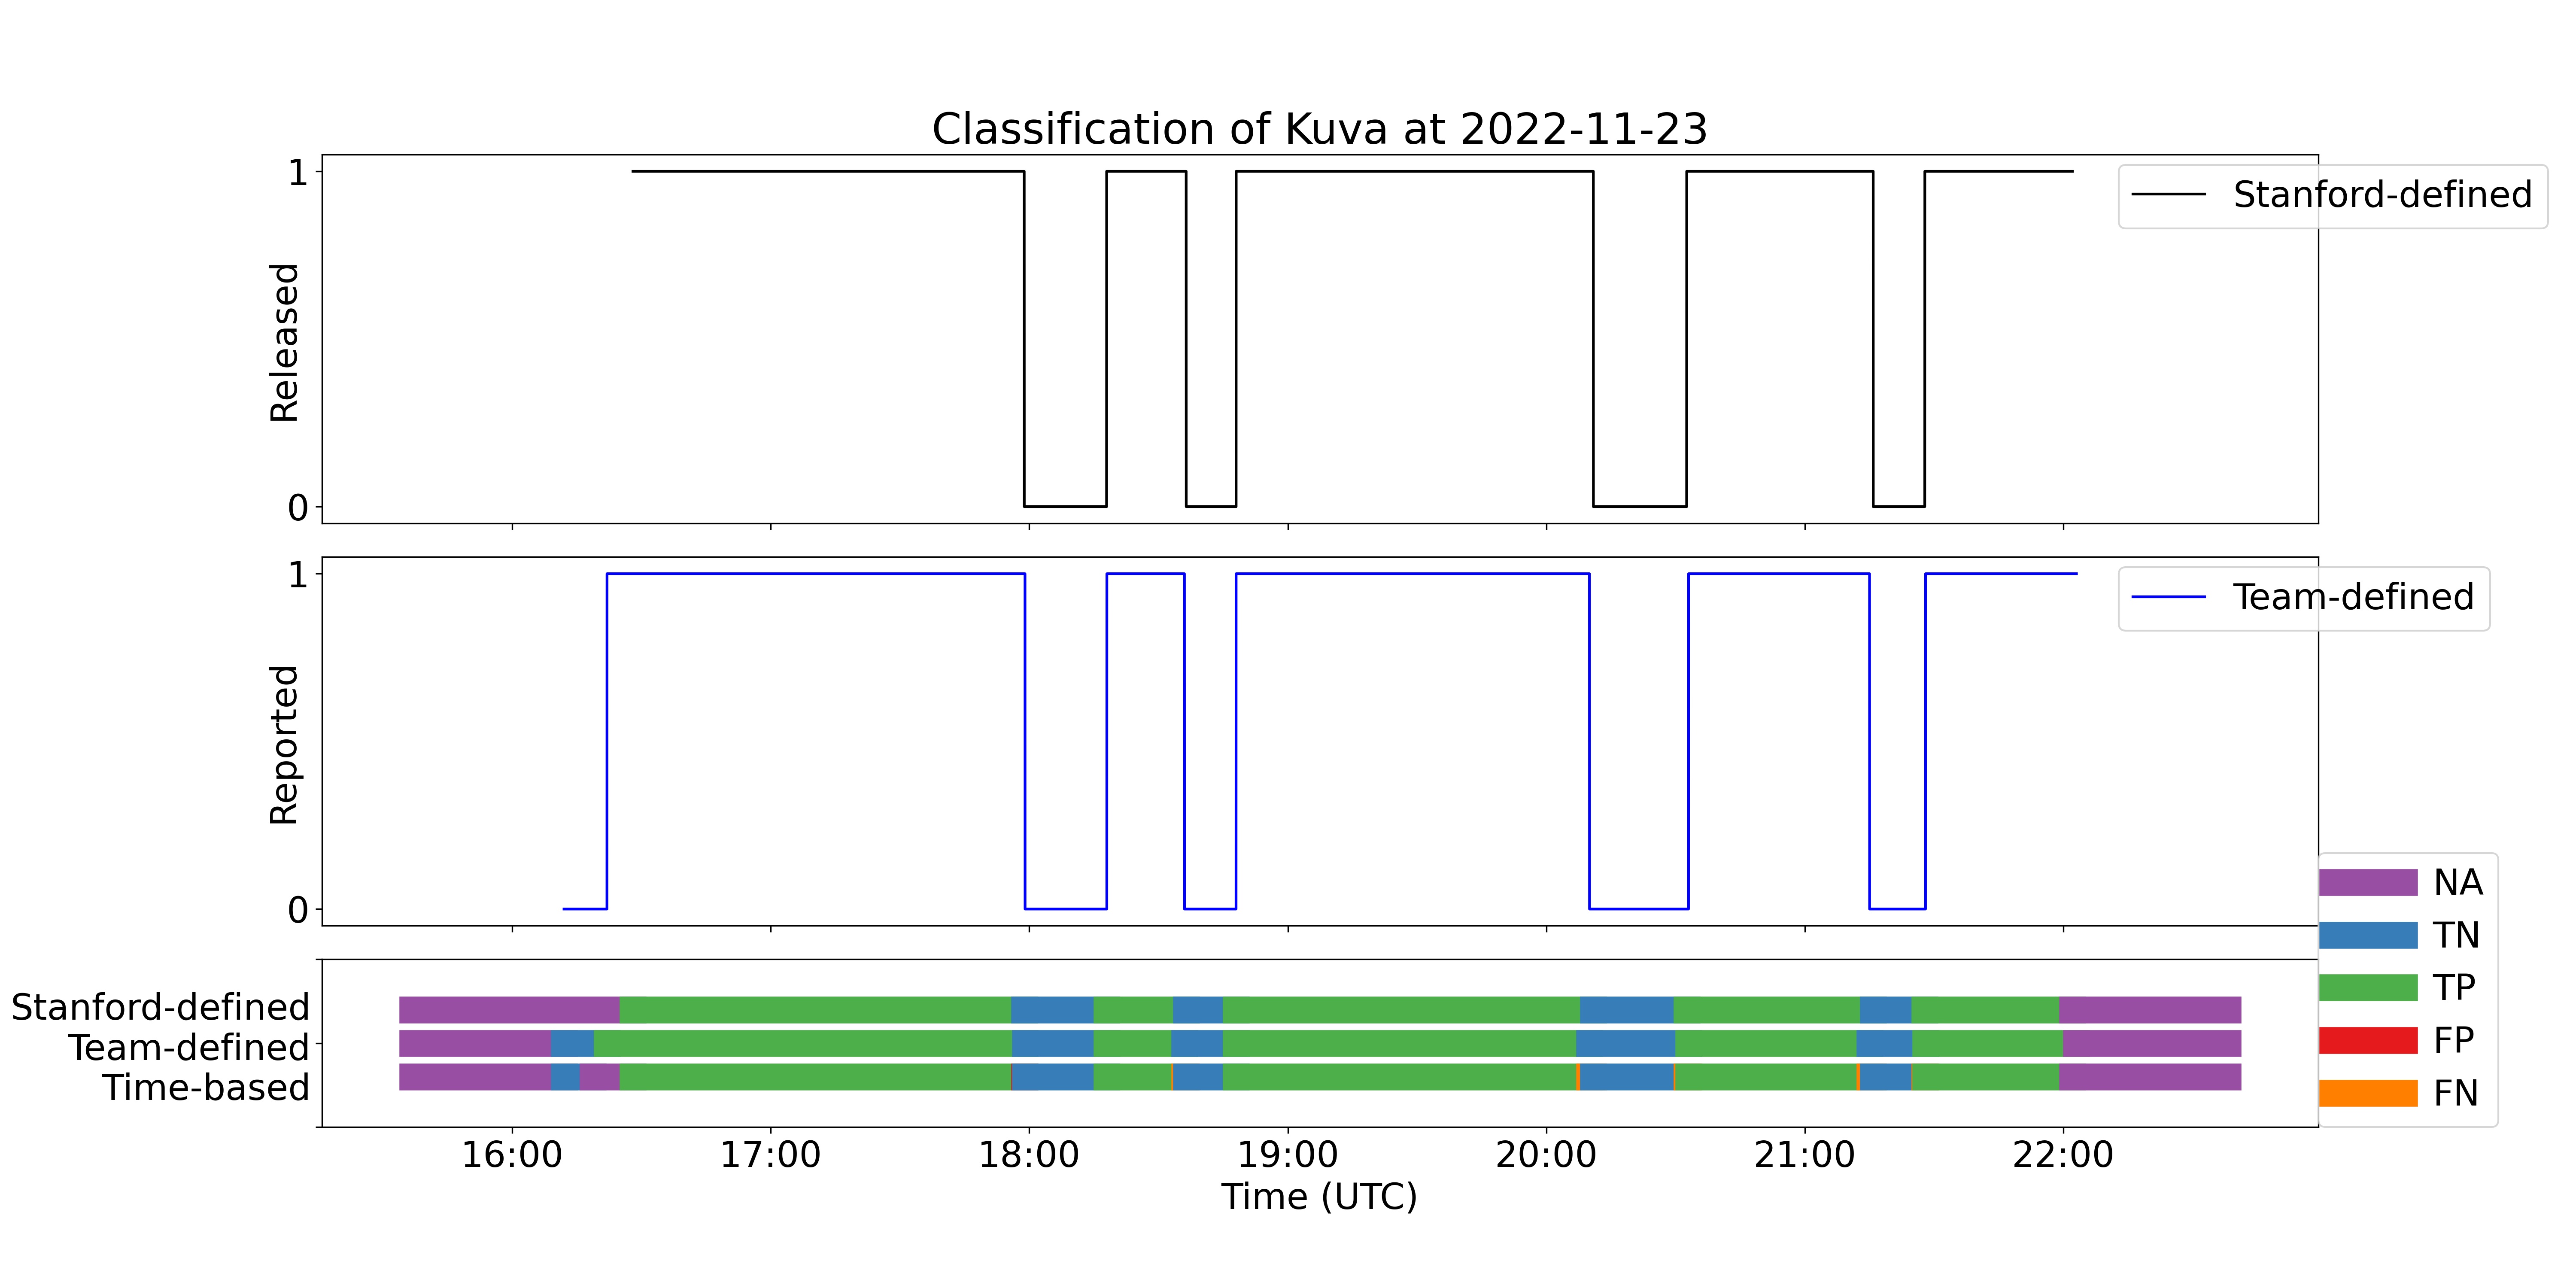 Classification of Kuva at 2022-11-23
1
0
Released
Stanford-defined
1
0
Reported
Team-defined
NA
TN
TP
FP
FN
Stanford-defined
Team-defined
Time-based
16:00 17:00 18:00 19:00 20:00 21:00 22:00
Time (UTC)